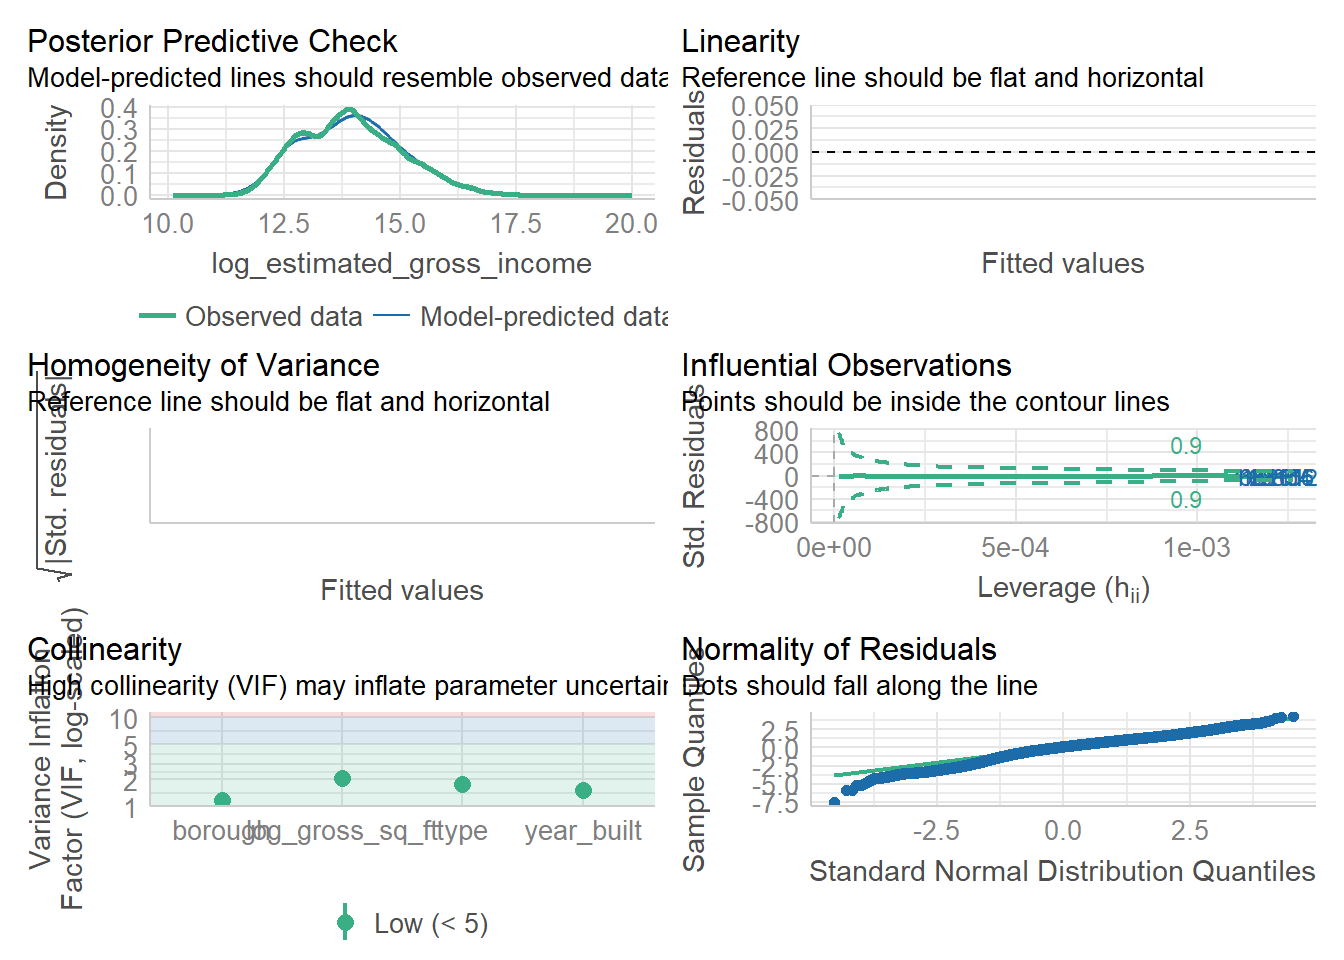 Posterior Predictive Check
Model-predicted lines should resemble observed data
Density
0.4
0.3
0.2
0.1
0.0
10.0 12.5 15.0 17.5 20.0
log_estimated_gross_income
Observed data Model-predicted data
Linearity
Reference line should be flat and horizontal
Residuals
0.050
0.025
0.000
-0.025
-0.050
Fitted values
Homogeneity of Variance
Reference line should be flat and horizontal
√|Std. residuals|
Fitted values
Influential Observations
Points should be inside the contour lines
Std. Residuals
800
400
0
-400
-800
0.9
0.9
0e+00 5e-04 1e-03
Leverage (hii)
Collinearity
High collinearity (VIF) may inflate parameter uncertain
Variance Inflation
Factor (VIF, log-scaled)
10
5
3
2
1
borough log_gross_sq_ft type year_built
Low (< 5)
Normality of Residuals
Dots should fall along the line
Sample Quantiles
2.5
0.0
-2.5
-5.0
-7.5
-2.5 0.0 2.5
Standard Normal Distribution Quantiles